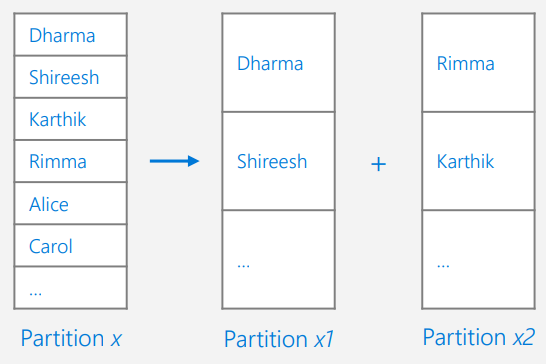 Dharma
Shireesh
Karthik
Rimma
Alice
Carol
...
Partition x
Dharma
Shireesh
...
Partition x1
+
Rimma
Karthik
...
Partition x2